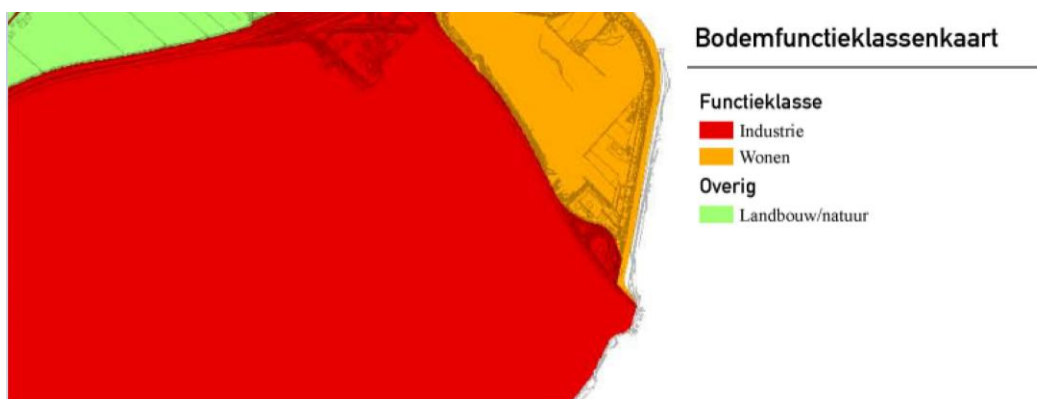 Bodemfunctieklassenkaart
Functieklasse
Industrie
Wonen
Overig
Landbouw/natuur